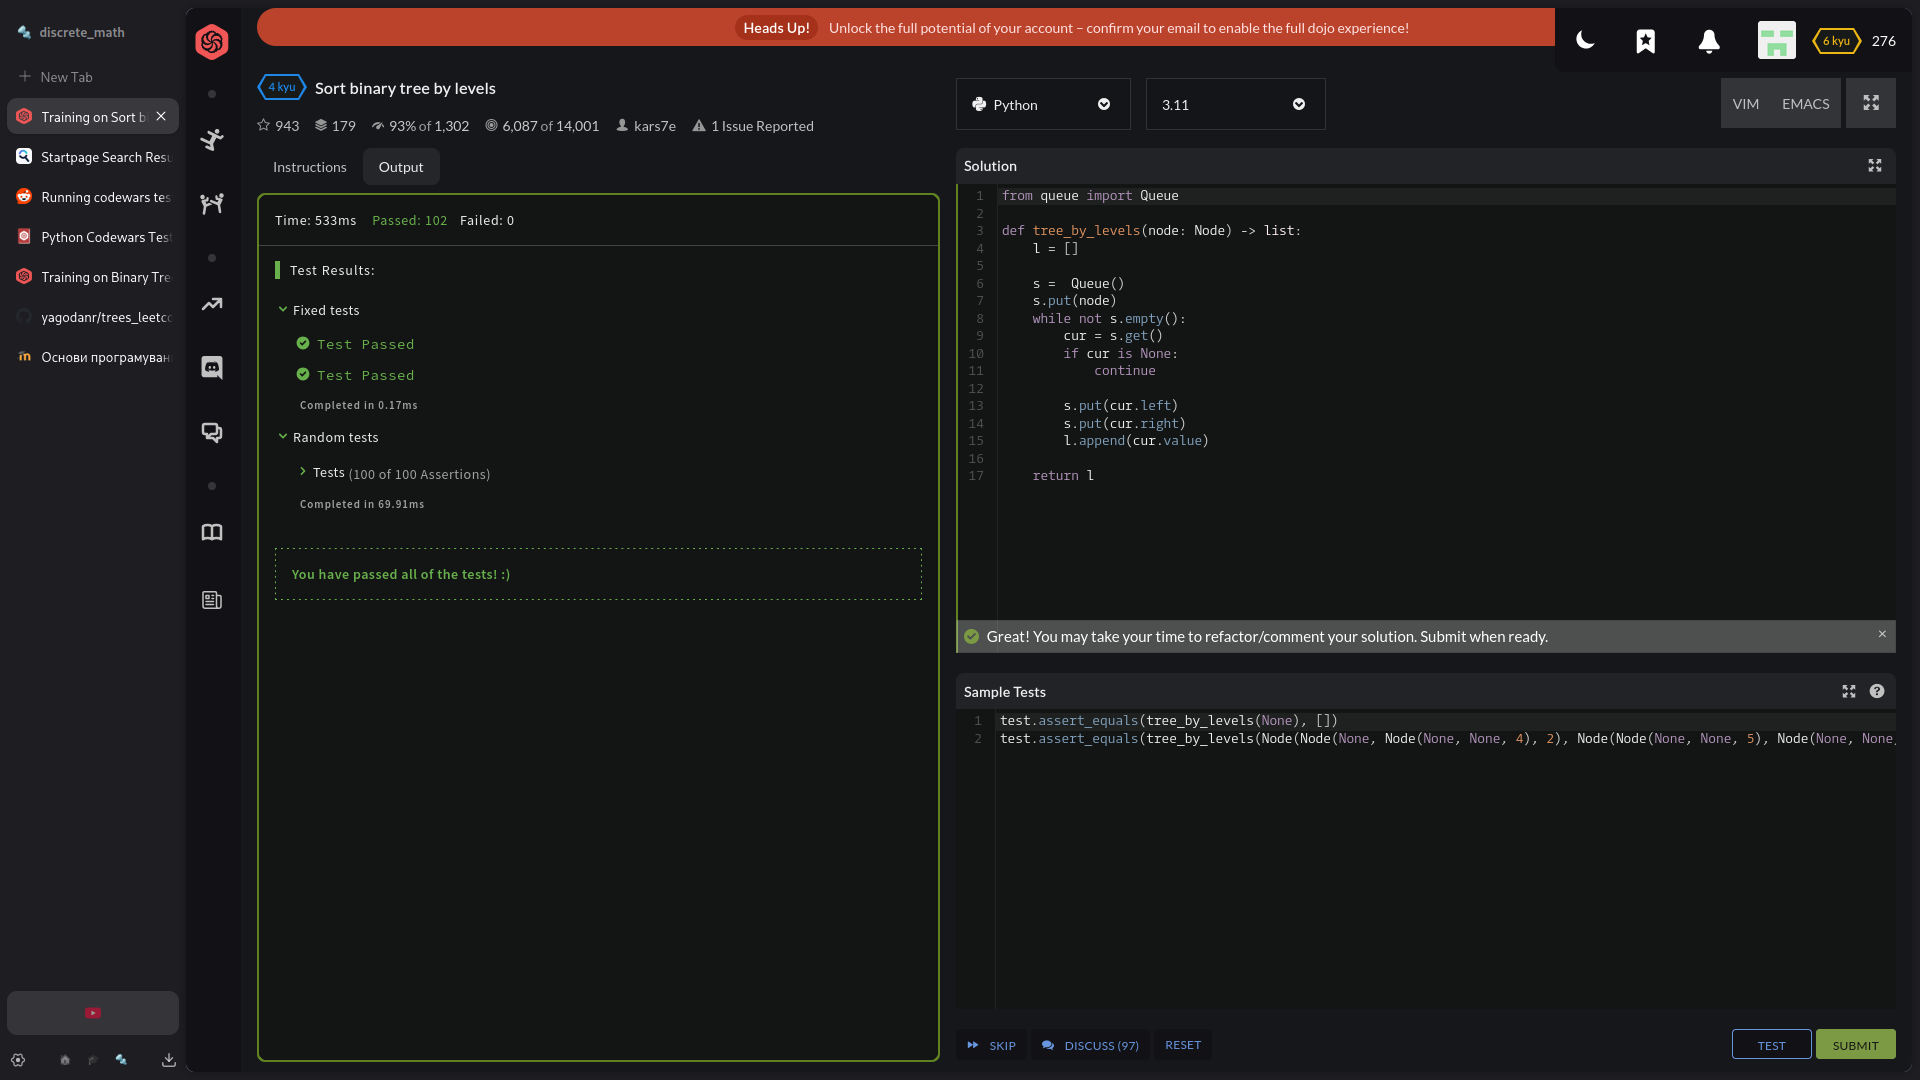 discrete_math
New Tab
Training on Sort b
Startpage Search Resu
Running codewars tes
Python Codewars Test
Training on Binary Tre
yagodanr/trees_leetco
Основи програмуван
Heads Up! Unlock the full potential of your account – confirm your email to enable the full dojo experience!
6 kyu 276
4 kyu Sort binary tree by levels
943 179 93% of 1,302 6,087 of 14,001 kars7e 1 Issue Reported
Instructions Output
Time: 533ms Passed: 102 Failed: 0
Test Results:
Fixed tests
Test Passed
Test Passed
Completed in 0.17ms
Random tests
Tests (100 of 100 Assertions)
Completed in 69.91ms
You have passed all of the tests! :)
Python 3.11 VIM EMACS
Solution
1 from queue import Queue
2
3 def tree_by_levels(node: Node) -> list:
4     l = []
5
6     s =  Queue()
7     s.put(node)
8     while not s.empty():
9         cur = s.get()
10         if cur is None:
11             continue
12
13         s.put(cur.left)
14         s.put(cur.right)
15         l.append(cur.value)
16
17     return l
Great! You may take your time to refactor/comment your solution. Submit when ready.
Sample Tests
1 test.assert_equals(tree_by_levels(None), [])
2 test.assert_equals(tree_by_levels(Node(Node(None, Node(None, None, 4), 2), Node(Node(None, None, 5), Node(None, None,
SKIP DISCUSS (97) RESET TEST SUBMIT